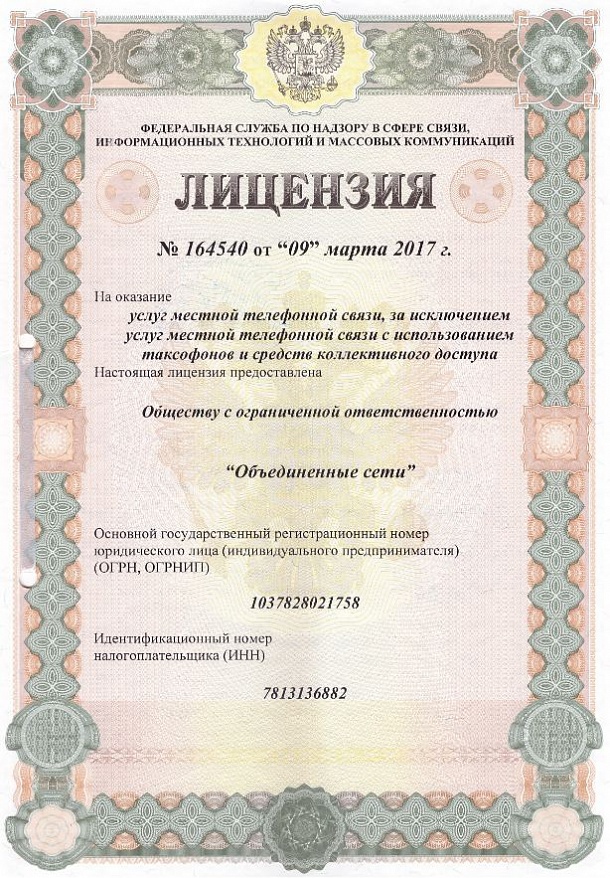 ФЕДЕРАЛЬНАЯ СЛУЖБА ПО НАДЗОРУ В СФЕРЕ СВЯЗИ,
ИНФОРМАЦИОННЫХ ТЕХНОЛОГИЙ И МАССОВЫХ КОММУНИКАЦИЙ
ЛИЦЕНЗИЯ
№ 164540 от “09” марта 2017 г.
На оказание
услуг местной телефонной связи, за исключением
услуг местной телефонной связи с использованием
таксофонов и средств коллективного доступа
Настоящая лицензия предоставлена
Обществу с ограниченной ответственностью
“Объединенные сети”
Основной государственный регистрационный номер
юридического лица (индивидуального предпринимателя)
(ОГРН, ОГРНИП)
1037828021758
Идентификационный номер
налогоплательщика (ИНН)
7813136882